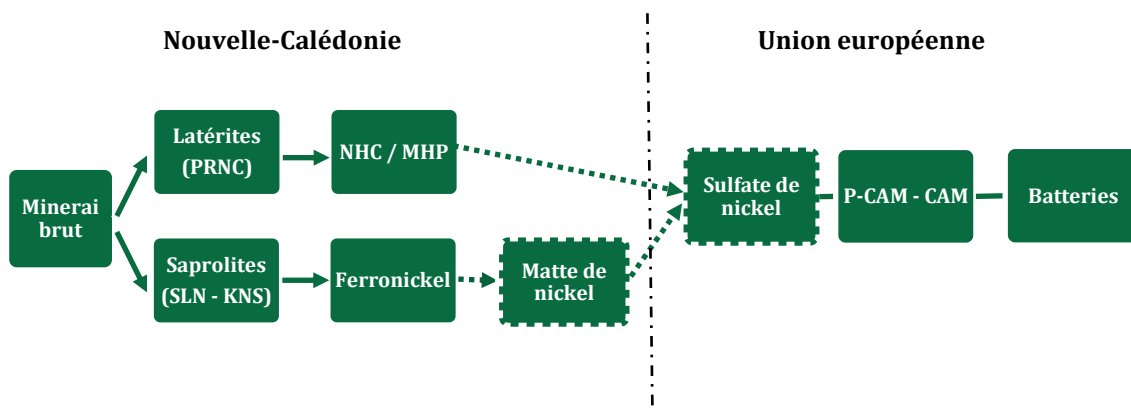 Nouvelle-Calédonie
Union européenne
Minerai
brut
Latérites
(PRNC)
NHC / MHP
Saprolites
(SLN - KNS)
Ferronickel
Matte de
nickel
Sulfate de
nickel
P-CAM - CAM
Batteries